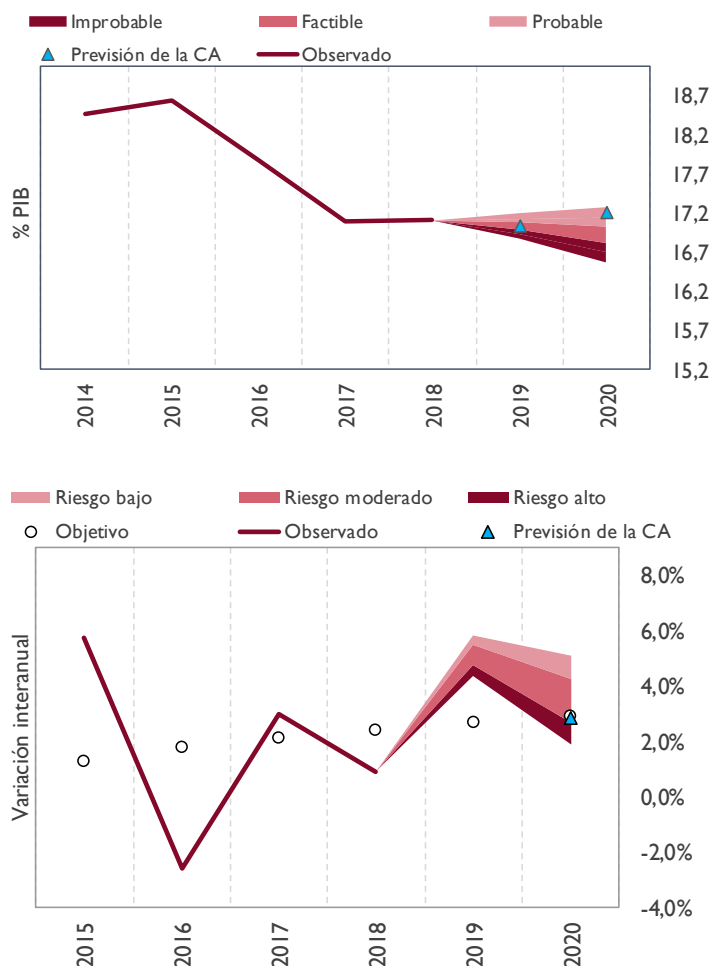 Improbable Factible Probable
Previsión de la CA Observado
18,7
18,2
17,7
17,2
16,7
16,2
15,7
15,2
% PIB
2014 2015 2016 2017 2018 2019 2020
Riesgo bajo Riesgo moderado Riesgo alto
Objetivo Observado Previsión de la CA
8,0%
6,0%
4,0%
2,0%
0,0%
-2,0%
-4,0%
Variación interanual
2015 2016 2017 2018 2019 2020